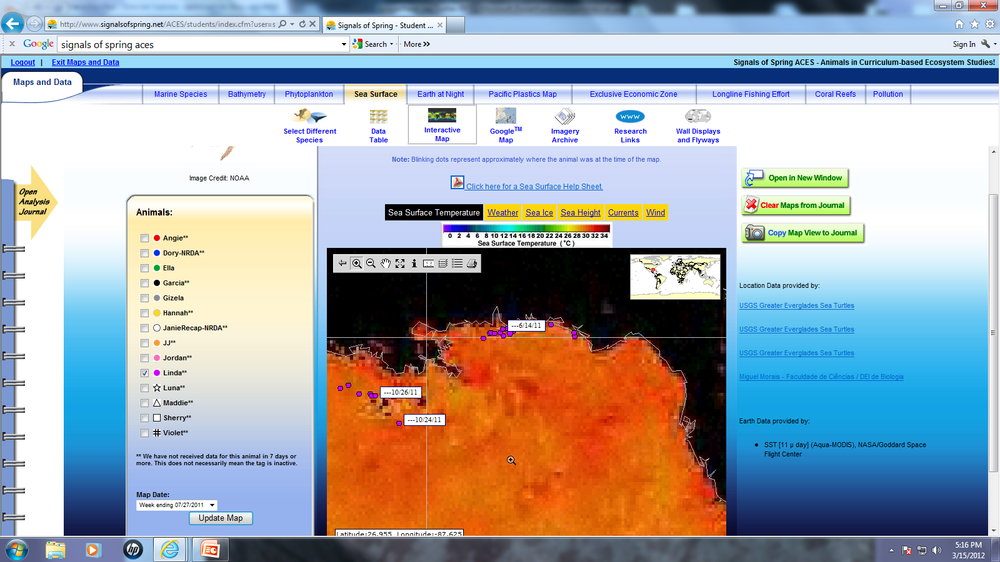 http://www.signalsofspring.net/ACES/students/index.cfm?user=s
Signals of Spring - Student ...
x Google signals of spring aces Search More »
Sign In
Logout | Exit Maps and Data
Signals of Spring ACES - Animals in Curriculum-based Ecosystem Studies!
Maps and Data
Marine Species Bathymetry Phytoplankton Sea Surface Earth at Night Pacific Plastics Map Exclusive Economic Zone Longline Fishing Effort Coral Reefs Pollution
Select Different
Species
Data
Table
Interactive
Map
Google™
Map
Imagery
Archive
www
Research
Links
Wall Displays
and Flyways
Open
Analysis
Journal
Image Credit: NOAA
Animals:
Angie**
Dory-NRDA**
Ella
Garcia**
Gizela
Hannah**
JanieRecap-NRDA**
JJ**
Jordan**
Linda**
Luna**
Maddie**
Sherry**
Violet**
** We have not received data for this animal in 7 days or
more. This does not necessarily mean the tag is inactive.
Map Date:
Week ending 07/27/2011
Update Map
Note: Blinking dots represent approximately where the animal was at the time of the map.
Click here for a Sea Surface Help Sheet.
Sea Surface Temperature Weather Sea Ice Sea Height Currents Wind
0 2 4 6 8 10 12 14 16 18 20 22 24 26 28 30 32 34
Sea Surface Temperature (°C)
---6/14/11
---10/26/11
---10/24/11
Latitude:26.955 Longitude:-87.625
Open in New Window
Clear Maps from Journal
Copy Map View to Journal
Location Data provided by:
USGS Greater Everglades Sea Turtles
USGS Greater Everglades Sea Turtles
USGS Greater Everglades Sea Turtles
Miguel Morais - Faculdade de Ciências / DEI de Biologia
Earth Data provided by:
SST [11 µ day] (Aqua-MODIS), NASA/Goddard Space
Flight Center
hp
5:16 PM
3/15/2012